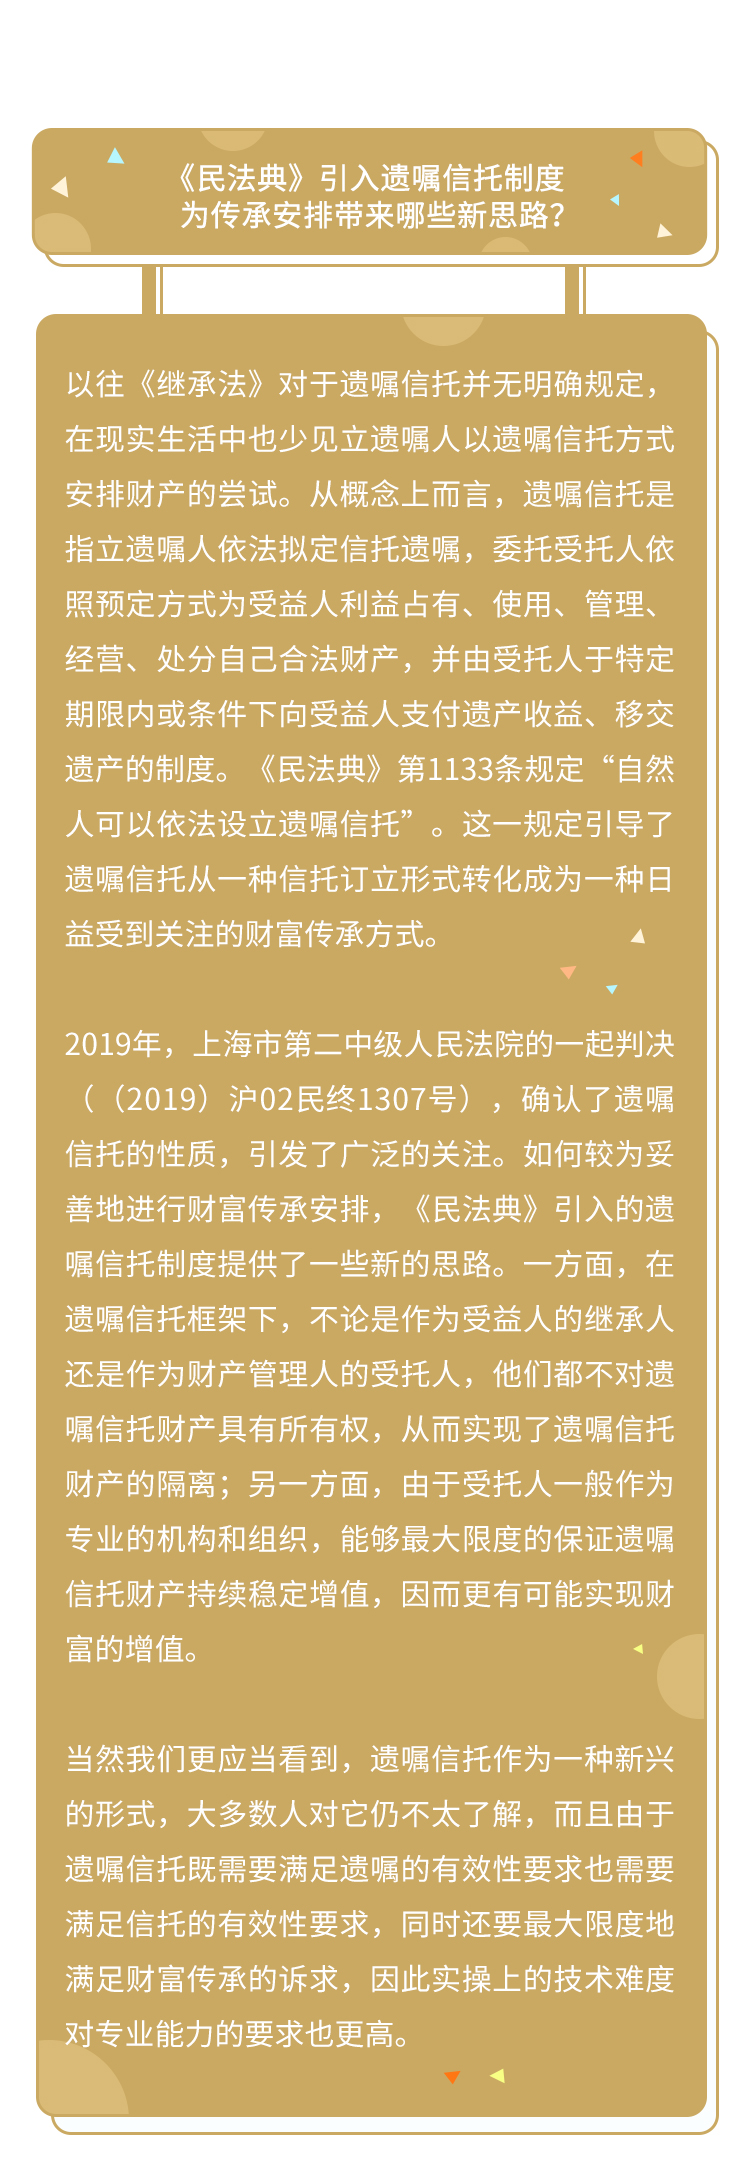 《民法典》引入遗嘱信托制度
为传承安排带来哪些新思路？
以往《继承法》对于遗嘱信托并无明确规定，
在现实生活中也少见立遗嘱人以遗嘱信托方式
安排财产的尝试。从概念上而言，遗嘱信托是
指立遗嘱人依法拟定信托遗嘱，委托受托人依
照预定方式为受益人利益占有、使用、管理、
经营、处分自己合法财产，并由受托人于特定
期限内或条件下向受益人支付遗产收益、移交
遗产的制度。《民法典》第1133条规定“自然
人可以依法设立遗嘱信托”。这一规定引导了
遗嘱信托从一种信托订立形式转化成为一种日
益受到关注的财富传承方式。
2019年，上海市第二中级人民法院的一起判决
（（2019）沪02民终1307号），确认了遗嘱
信托的性质，引发了广泛的关注。如何较为妥
善地进行财富传承安排，《民法典》引入的遗
嘱信托制度提供了一些新的思路。一方面，在
遗嘱信托框架下，不论是作为受益人的继承人
还是作为财产管理人的受托人，他们都不对遗
嘱信托财产具有所有权，从而实现了遗嘱信托
财产的隔离；另一方面，由于受托人一般作为
专业的机构和组织，能够最大限度的保证遗嘱
信托财产持续稳定增值，因而更有可能实现财
富的增值。
当然我们更应当看到，遗嘱信托作为一种新兴
的形式，大多数人对它仍不太了解，而且由于
遗嘱信托既需要满足遗嘱的有效性要求也需要
满足信托的有效性要求，同时还要最大限度地
满足财富传承的诉求，因此实操上的技术难度
对专业能力的要求也更高。